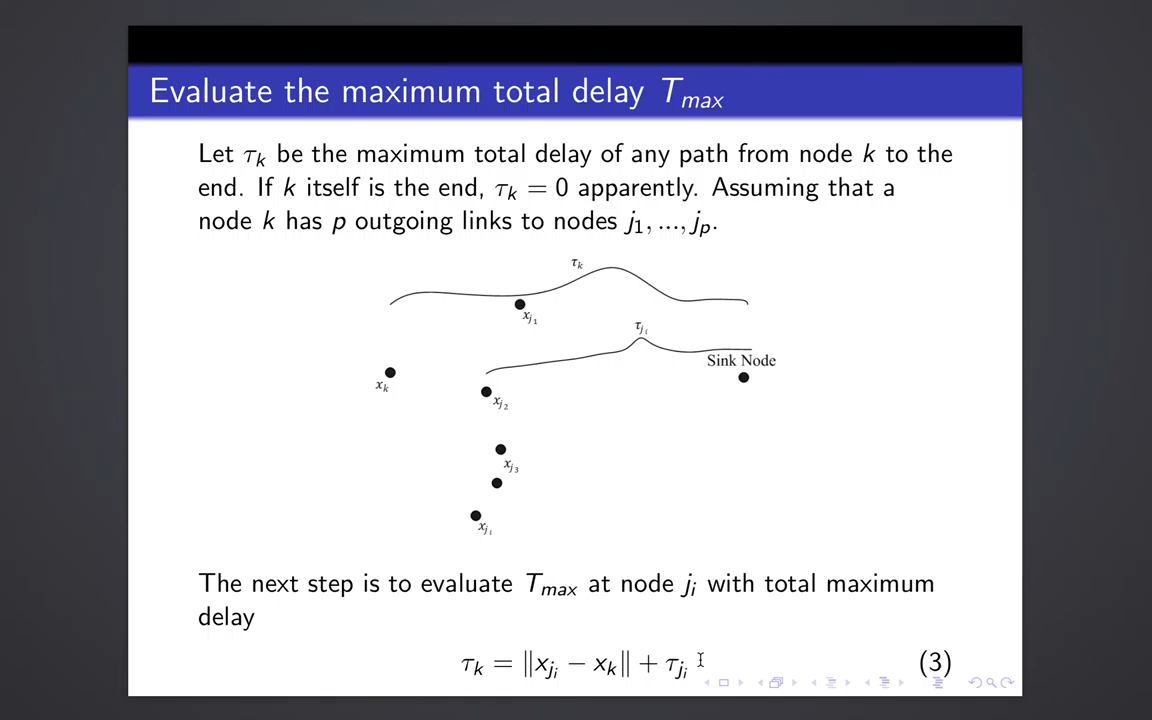 Evaluate the maximum total delay T_max
Let τ_k be the maximum total delay of any path from node k to the
end. If k itself is the end, τ_k = 0 apparently. Assuming that a
node k has p outgoing links to nodes j_1, ..., j_p.
τ_k
x_{j_1}
τ_{j_i}
Sink Node
x_k
x_{j_2}
x_{j_3}
x_{j_i}
The next step is to evaluate T_max at node j_i with total maximum
delay
τ_k = ‖x_{j_i} − x_k‖ + τ_{j_i} (3)